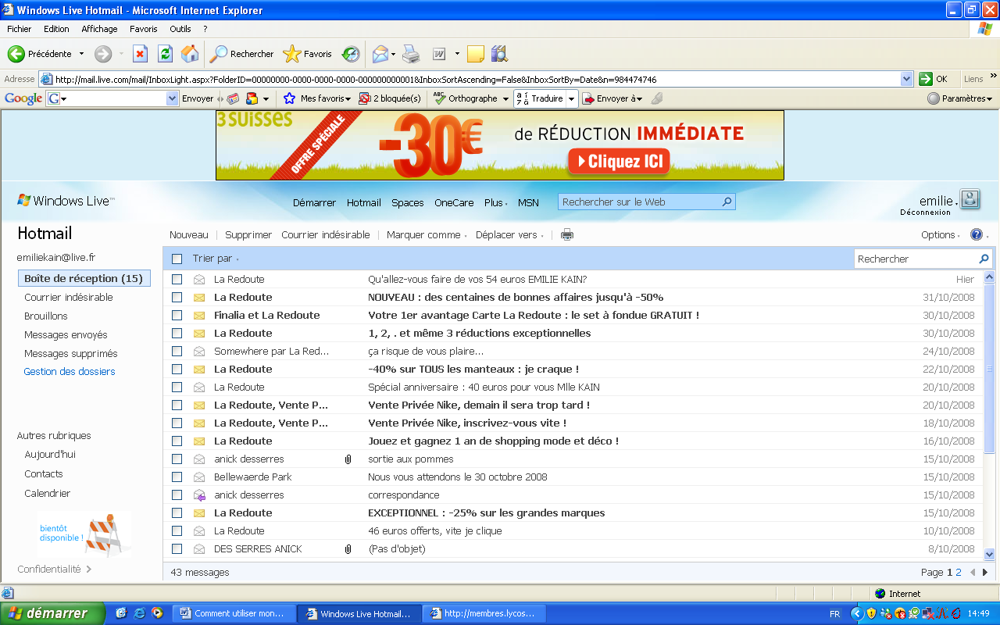 Windows Live Hotmail - Microsoft Internet Explorer
Fichier Edition Affichage Favoris Outils ?
Précédente Rechercher Favoris
Adresse http://mail.live.com/mail/InboxLight.aspx?FolderID=00000000-0000-0000-0000-000000000001&InboxSortAscending=False&InboxSortBy=Date&n=984474746 OK Liens »
Google G Envoyer Mes favoris 2 bloquée(s) Orthographe Traduire Envoyer à Paramètres
3 SUISSES OFFRE SPÉCIALE -30€ de RÉDUCTION IMMÉDIATE
Cliquez ICI
Windows Live™ Démarrer Hotmail Spaces OneCare Plus MSN Rechercher sur le Web emilie
Déconnexion
Hotmail Nouveau Supprimer Courrier indésirable Marquer comme Déplacer vers Options
emiliekain@live.fr Trier par Rechercher
Boîte de réception (15)
Courrier indésirable
Brouillons
Messages envoyés
Messages supprimés
Gestion des dossiers
Autres rubriques
Aujourd'hui
Contacts
Calendrier
bientôt
disponible !
Confidentialité
La Redoute Qu'allez-vous faire de vos 54 euros EMILIE KAIN? Hier
La Redoute NOUVEAU : des centaines de bonnes affaires jusqu'à -50% 31/10/2008
Finalia et La Redoute Votre 1er avantage Carte La Redoute : le set à fondue GRATUIT ! 30/10/2008
La Redoute 1, 2, . et même 3 réductions exceptionnelles 30/10/2008
Somewhere par La Red... ça risque de vous plaire... 24/10/2008
La Redoute -40% sur TOUS les manteaux : je craque ! 22/10/2008
La Redoute Spécial anniversaire : 40 euros pour vous Mlle KAIN 20/10/2008
La Redoute, Vente P... Vente Privée Nike, demain il sera trop tard ! 20/10/2008
La Redoute, Vente P... Vente Privée Nike, inscrivez-vous vite ! 18/10/2008
La Redoute Jouez et gagnez 1 an de shopping mode et déco ! 16/10/2008
anick desserres sortie aux pommes 15/10/2008
Bellewaerde Park Nous vous attendons le 30 octobre 2008 15/10/2008
anick desserres correspondance 15/10/2008
La Redoute EXCEPTIONNEL : -25% sur les grandes marques 15/10/2008
La Redoute 46 euros offerts, vite je clique 10/10/2008
DES SERRES ANICK (Pas d'objet) 8/10/2008
43 messages Page 1 2
Internet
démarrer Comment utiliser mon... Windows Live Hotmail... http://membres.lycos... FR 14:49